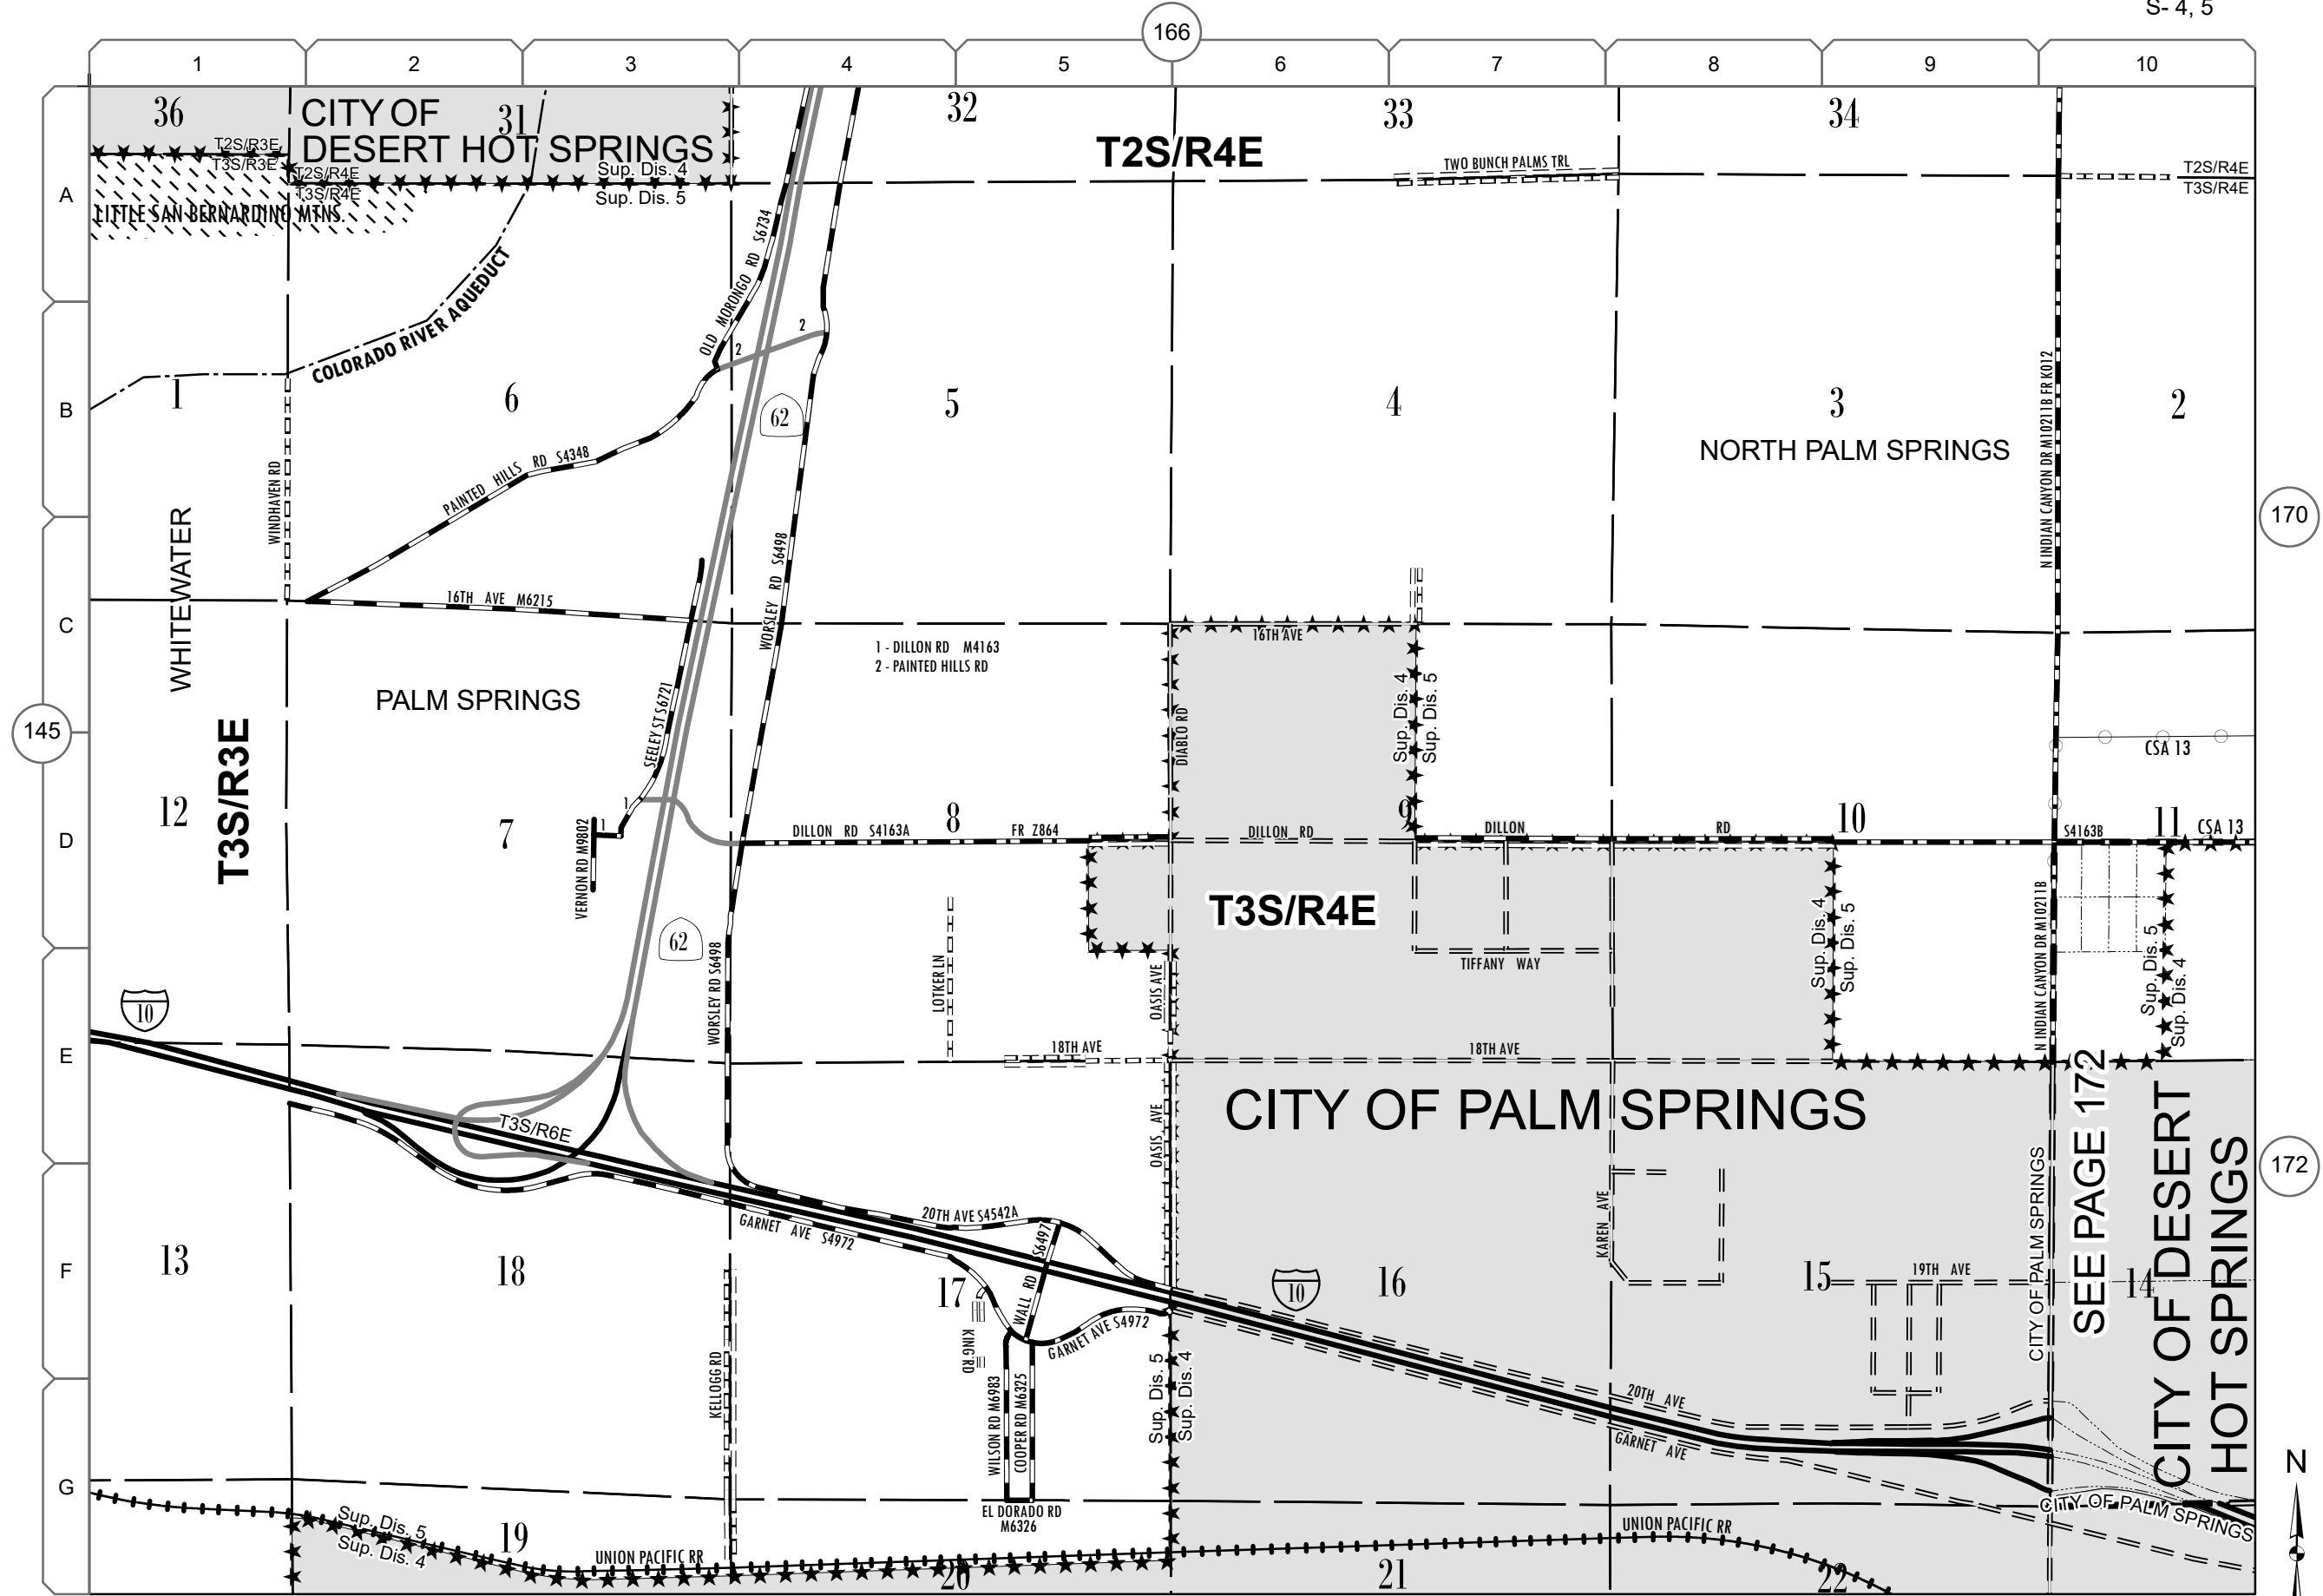 S- 4, 5
166
1 2 3 4 5 6 7 8 9 10
36
CITY OF
DESERT HOT SPRINGS
31
32
33
34
T2S/R4E
T2S/R3E
T3S/R3E
T2S/R4E
T3S/R4E
Sup. Dis. 4
Sup. Dis. 5
TWO BUNCH PALMS TRL
T2S/R4E
T3S/R4E
A
LITTLE SAN BERNARDINO MTNS.
OLD MORONGO RD S6734
COLORADO RIVER AQUEDUCT
2
2
62
B
1
6
5
4
3
2
NORTH PALM SPRINGS
N INDIAN CANYON DR M10211B FR K012
WINDHAVEN RD
PAINTED HILLS RD S4348
170
WHITEWATER
WORSLEY RD S6498
16TH AVE M6215
C
16TH AVE
1 - DILLON RD M4163
2 - PAINTED HILLS RD
PALM SPRINGS
SEELEY ST S6721
DIABLO RD
Sup. Dis. 4
Sup. Dis. 5
145
T3S/R3E
CSA 13
12
7
8
9
10
11
1
1
VERNON RD M9802
D
DILLON RD S4163A FR Z864
DILLON RD
DILLON RD
S4163B
CSA 13
T3S/R4E
62
WORSLEY RD S6498
LOTKER LN
OASIS AVE
TIFFANY WAY
Sup. Dis. 4
Sup. Dis. 5
N INDIAN CANYON DR M10211B
Sup. Dis. 5
Sup. Dis. 4
10
E
18TH AVE
18TH AVE
CITY OF PALM SPRINGS
T3S/R6E
OASIS AVE
KAREN AVE
CITY OF PALM SPRINGS
SEE PAGE 172
CITY OF DESERT
HOT SPRINGS
172
20TH AVE S4542A
GARNET AVE S4972
S6497
WALL RD
F
13
18
17
16
15
14
10
19TH AVE
KING RD
GARNET AVE S4972
KELLOGG RD
WILSON RD M6983
COOPER RD M6325
Sup. Dis. 5
Sup. Dis. 4
20TH AVE
GARNET AVE
G
N
EL DORADO RD
M6326
CITY OF PALM SPRINGS
Sup. Dis. 5
Sup. Dis. 4
19
UNION PACIFIC RR
20
21
UNION PACIFIC RR
22